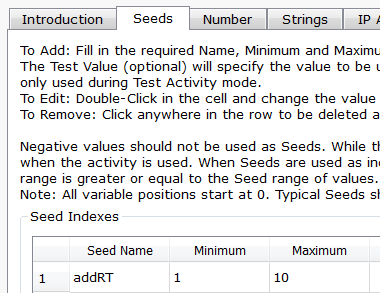 Introduction Seeds Number Strings IP A
To Add: Fill in the required Name, Minimum and Maximu
The Test Value (optional) will specify the value to be u
only used during Test Activity mode.
To Edit: Double-Click in the cell and change the value
To Remove: Click anywhere in the row to be deleted a
Negative values should not be used as Seeds. While th
when the activity is used. When Seeds are used as ind
range is greater or equal to the Seed range of values.
Note: All variable positions start at 0. Typical Seeds sh
Seed Indexes
Seed Name Minimum Maximum
1 addRT 1 10